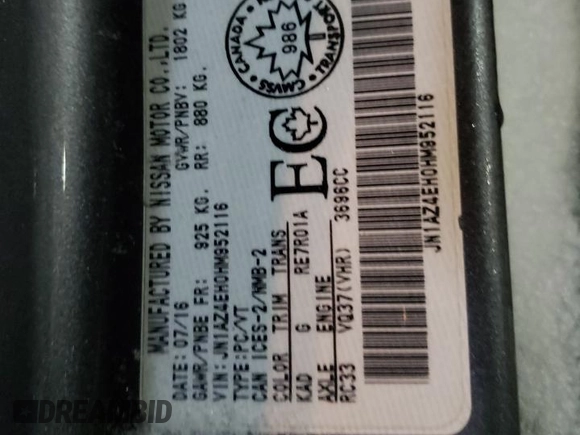 MANUFACTURED BY NISSAN MOTOR CO.,LTD.
DATE: 07/16 GVWR/PNBV: 1802 KG
GAWR/PNBE FR: 925 KG. RR: 880 KG.
VIN: JN1AZ4EH0HM952116
TYPE:PC/VT
CAN ICES-2/NMB-2
COLOR TRIM TRANS
KAD G RE7R01A
AXLE ENGINE
RC33 VQ37(VHR) 3696CC
CANADA
TRANSPORT
CMVSS
986
EC
JN1AZ4EH0HM952116
DREAMBID